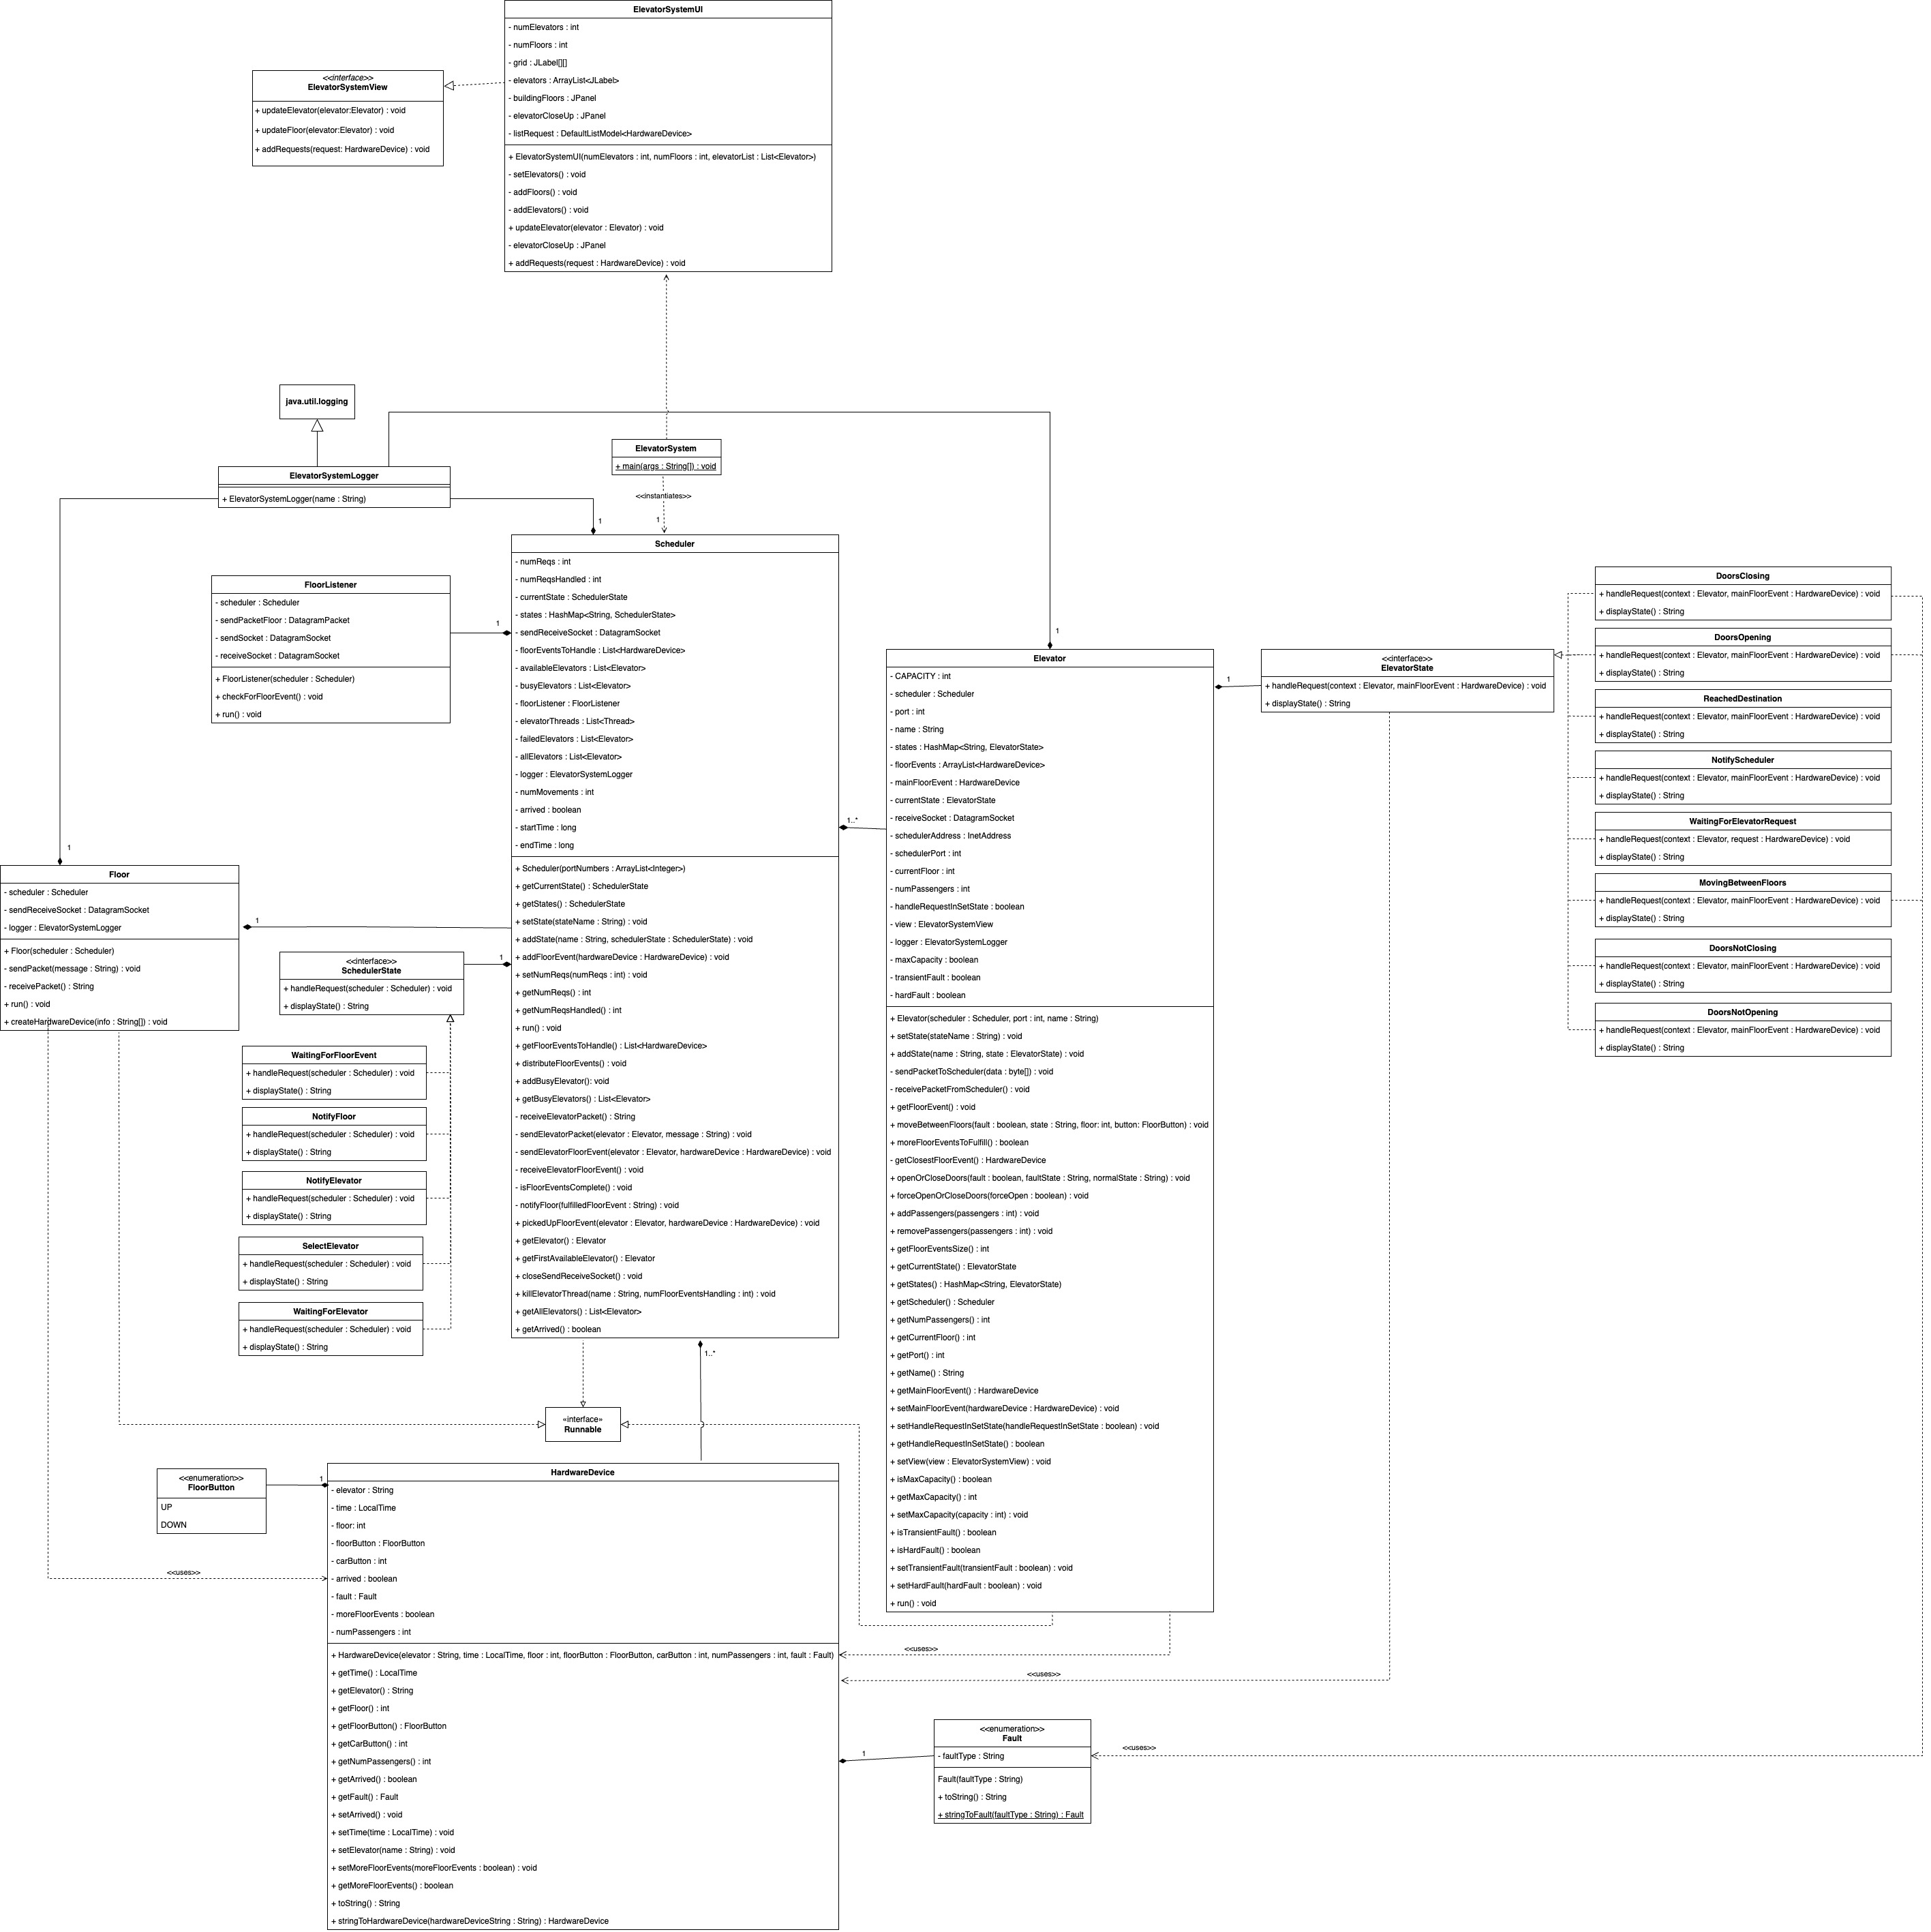 ElevatorSystemUI
- numElevators : int
- numFloors : int
- grid : JLabel[][]
- elevators : ArrayList<JLabel>
- buildingFloors : JPanel
- elevatorCloseUp : JPanel
- listRequest : DefaultListModel<HardwareDevice>
+ ElevatorSystemUI(numElevators : int, numFloors : int, elevatorList : List<Elevator>)
- setElevators() : void
- addFloors() : void
- addElevators() : void
+ updateElevator(elevator : Elevator) : void
- elevatorCloseUp : JPanel
+ addRequests(request : HardwareDevice) : void
<<interface>>
ElevatorSystemView
+ updateElevator(elevator:Elevator) : void
+ updateFloor(elevator:Elevator) : void
+ addRequests(request: HardwareDevice) : void
java.util.logging
ElevatorSystemLogger
+ ElevatorSystemLogger(name : String)
ElevatorSystem
+ main(args : String[]) : void
<<instantiates>>
1
1
Scheduler
- numReqs : int
- numReqsHandled : int
- currentState : SchedulerState
- states : HashMap<String, SchedulerState>
- sendReceiveSocket : DatagramSocket
- floorEventsToHandle : List<HardwareDevice>
- availableElevators : List<Elevator>
- busyElevators : List<Elevator>
- floorListener : FloorListener
- elevatorThreads : List<Thread>
- failedElevators : List<Elevator>
- allElevators : List<Elevator>
- logger : ElevatorSystemLogger
- numMovements : int
- arrived : boolean
- startTime : long
- endTime : long
+ Scheduler(portNumbers : ArrayList<Integer>)
+ getCurrentState() : SchedulerState
+ getStates() : SchedulerState
+ setState(stateName : String) : void
+ addState(name : String, schedulerState : SchedulerState) : void
+ addFloorEvent(hardwareDevice : HardwareDevice) : void
+ setNumReqs(numReqs : int) : void
+ getNumReqs() : int
+ getNumReqsHandled() : int
+ run() : void
+ getFloorEventsToHandle() : List<HardwareDevice>
+ distributeFloorEvents() : void
+ addBusyElevator(): void
+ getBusyElevators() : List<Elevator>
- receiveElevatorPacket() : String
- sendElevatorPacket(elevator : Elevator, message : String) : void
- sendElevatorFloorEvent(elevator : Elevator, hardwareDevice : HardwareDevice) : void
- receiveElevatorFloorEvent() : void
- isFloorEventsComplete() : void
- notifyFloor(fulfilledFloorEvent : String) : void
+ pickedUpFloorEvent(elevator : Elevator, hardwareDevice : HardwareDevice) : void
+ getElevator() : Elevator
+ getFirstAvailableElevator() : Elevator
+ closeSendReceiveSocket() : void
+ killElevatorThread(name : String, numFloorEventsHandling : int) : void
+ getAllElevators() : List<Elevator>
+ getArrived() : boolean
FloorListener
- scheduler : Scheduler
- sendPacketFloor : DatagramPacket
- sendSocket : DatagramSocket
- receiveSocket : DatagramSocket
+ FloorListener(scheduler : Scheduler)
+ checkForFloorEvent() : void
+ run() : void
1
1
Floor
- scheduler : Scheduler
- sendReceiveSocket : DatagramSocket
- logger : ElevatorSystemLogger
+ Floor(scheduler : Scheduler)
- sendPacket(message : String) : void
- receivePacket() : String
+ run() : void
+ createHardwareDevice(info : String[]) : void
1
<<interface>>
SchedulerState
+ handleRequest(scheduler : Scheduler) : void
+ displayState() : String
1
WaitingForFloorEvent
+ handleRequest(scheduler : Scheduler) : void
+ displayState() : String
NotifyFloor
+ handleRequest(scheduler : Scheduler) : void
+ displayState() : String
NotifyElevator
+ handleRequest(scheduler : Scheduler) : void
+ displayState() : String
SelectElevator
+ handleRequest(scheduler : Scheduler) : void
+ displayState() : String
WaitingForElevator
+ handleRequest(scheduler : Scheduler) : void
+ displayState() : String
1
1..*
Elevator
- CAPACITY : int
- scheduler : Scheduler
- port : int
- name : String
- states : HashMap<String, ElevatorState>
- floorEvents : ArrayList<HardwareDevice>
- mainFloorEvent : HardwareDevice
- currentState : ElevatorState
- receiveSocket : DatagramSocket
- schedulerAddress : InetAddress
- schedulerPort : int
- currentFloor : int
- numPassengers : int
- handleRequestInSetState : boolean
- view : ElevatorSystemView
- logger : ElevatorSystemLogger
- maxCapacity : boolean
- transientFault : boolean
- hardFault : boolean
+ Elevator(scheduler : Scheduler, port : int, name : String)
+ setState(stateName : String) : void
+ addState(name : String, state : ElevatorState) : void
- sendPacketToScheduler(data : byte[]) : void
- receivePacketFromScheduler() : void
+ getFloorEvent() : void
+ moveBetweenFloors(fault : boolean, state : String, floor: int, button: FloorButton) : void
+ moreFloorEventsToFulfill() : boolean
- getClosestFloorEvent() : HardwareDevice
+ openOrCloseDoors(fault : boolean, faultState : String, normalState : String) : void
+ forceOpenOrCloseDoors(forceOpen : boolean) : void
+ addPassengers(passengers : int) : void
+ removePassengers(passengers : int) : void
+ getFloorEventsSize() : int
+ getCurrentState() : ElevatorState
+ getStates() : HashMap<String, ElevatorState)
+ getScheduler() : Scheduler
+ getNumPassengers() : int
+ getCurrentFloor() : int
+ getPort() : int
+ getName() : String
+ getMainFloorEvent() : HardwareDevice
+ setMainFloorEvent(hardwareDevice : HardwareDevice) : void
+ setHandleRequestInSetState(handleRequestInSetState : boolean) : void
+ getHandleRequestInSetState() : boolean
+ setView(view : ElevatorSystemView) : void
+ isMaxCapacity() : boolean
+ getMaxCapacity() : int
+ setMaxCapacity(capacity : int) : void
+ isTransientFault() : boolean
+ isHardFault() : boolean
+ setTransientFault(transientFault : boolean) : void
+ setHardFault(hardFault : boolean) : void
+ run() : void
1
<<interface>>
ElevatorState
+ handleRequest(context : Elevator, mainFloorEvent : HardwareDevice) : void
+ displayState() : String
DoorsClosing
+ handleRequest(context : Elevator, mainFloorEvent : HardwareDevice) : void
+ displayState() : String
DoorsOpening
+ handleRequest(context : Elevator, mainFloorEvent : HardwareDevice) : void
+ displayState() : String
ReachedDestination
+ handleRequest(context : Elevator, mainFloorEvent : HardwareDevice) : void
+ displayState() : String
NotifyScheduler
+ handleRequest(context : Elevator, mainFloorEvent : HardwareDevice) : void
+ displayState() : String
WaitingForElevatorRequest
+ handleRequest(context : Elevator, request : HardwareDevice) : void
+ displayState() : String
MovingBetweenFloors
+ handleRequest(context : Elevator, mainFloorEvent : HardwareDevice) : void
+ displayState() : String
DoorsNotClosing
+ handleRequest(context : Elevator, mainFloorEvent : HardwareDevice) : void
+ displayState() : String
DoorsNotOpening
+ handleRequest(context : Elevator, mainFloorEvent : HardwareDevice) : void
+ displayState() : String
1..*
«interface»
Runnable
<<enumeration>>
FloorButton
UP
DOWN
1
<<uses>>
HardwareDevice
- elevator : String
- time : LocalTime
- floor: int
- floorButton : FloorButton
- carButton : int
- arrived : boolean
- fault : Fault
- moreFloorEvents : boolean
- numPassengers : int
+ HardwareDevice(elevator : String, time : LocalTime, floor : int, floorButton : FloorButton, carButton : int, numPassengers : int, fault : Fault)
+ getTime() : LocalTime
+ getElevator() : String
+ getFloor() : int
+ getFloorButton() : FloorButton
+ getCarButton() : int
+ getNumPassengers() : int
+ getArrived() : boolean
+ getFault() : Fault
+ setArrived() : void
+ setTime(time : LocalTime) : void
+ setElevator(name : String) : void
+ setMoreFloorEvents(moreFloorEvents : boolean) : void
+ getMoreFloorEvents() : boolean
+ toString() : String
+ stringToHardwareDevice(hardwareDeviceString : String) : HardwareDevice
<<uses>>
<<uses>>
1
<<enumeration>>
Fault
- faultType : String
Fault(faultType : String)
+ toString() : String
+ stringToFault(faultType : String) : Fault
<<uses>>